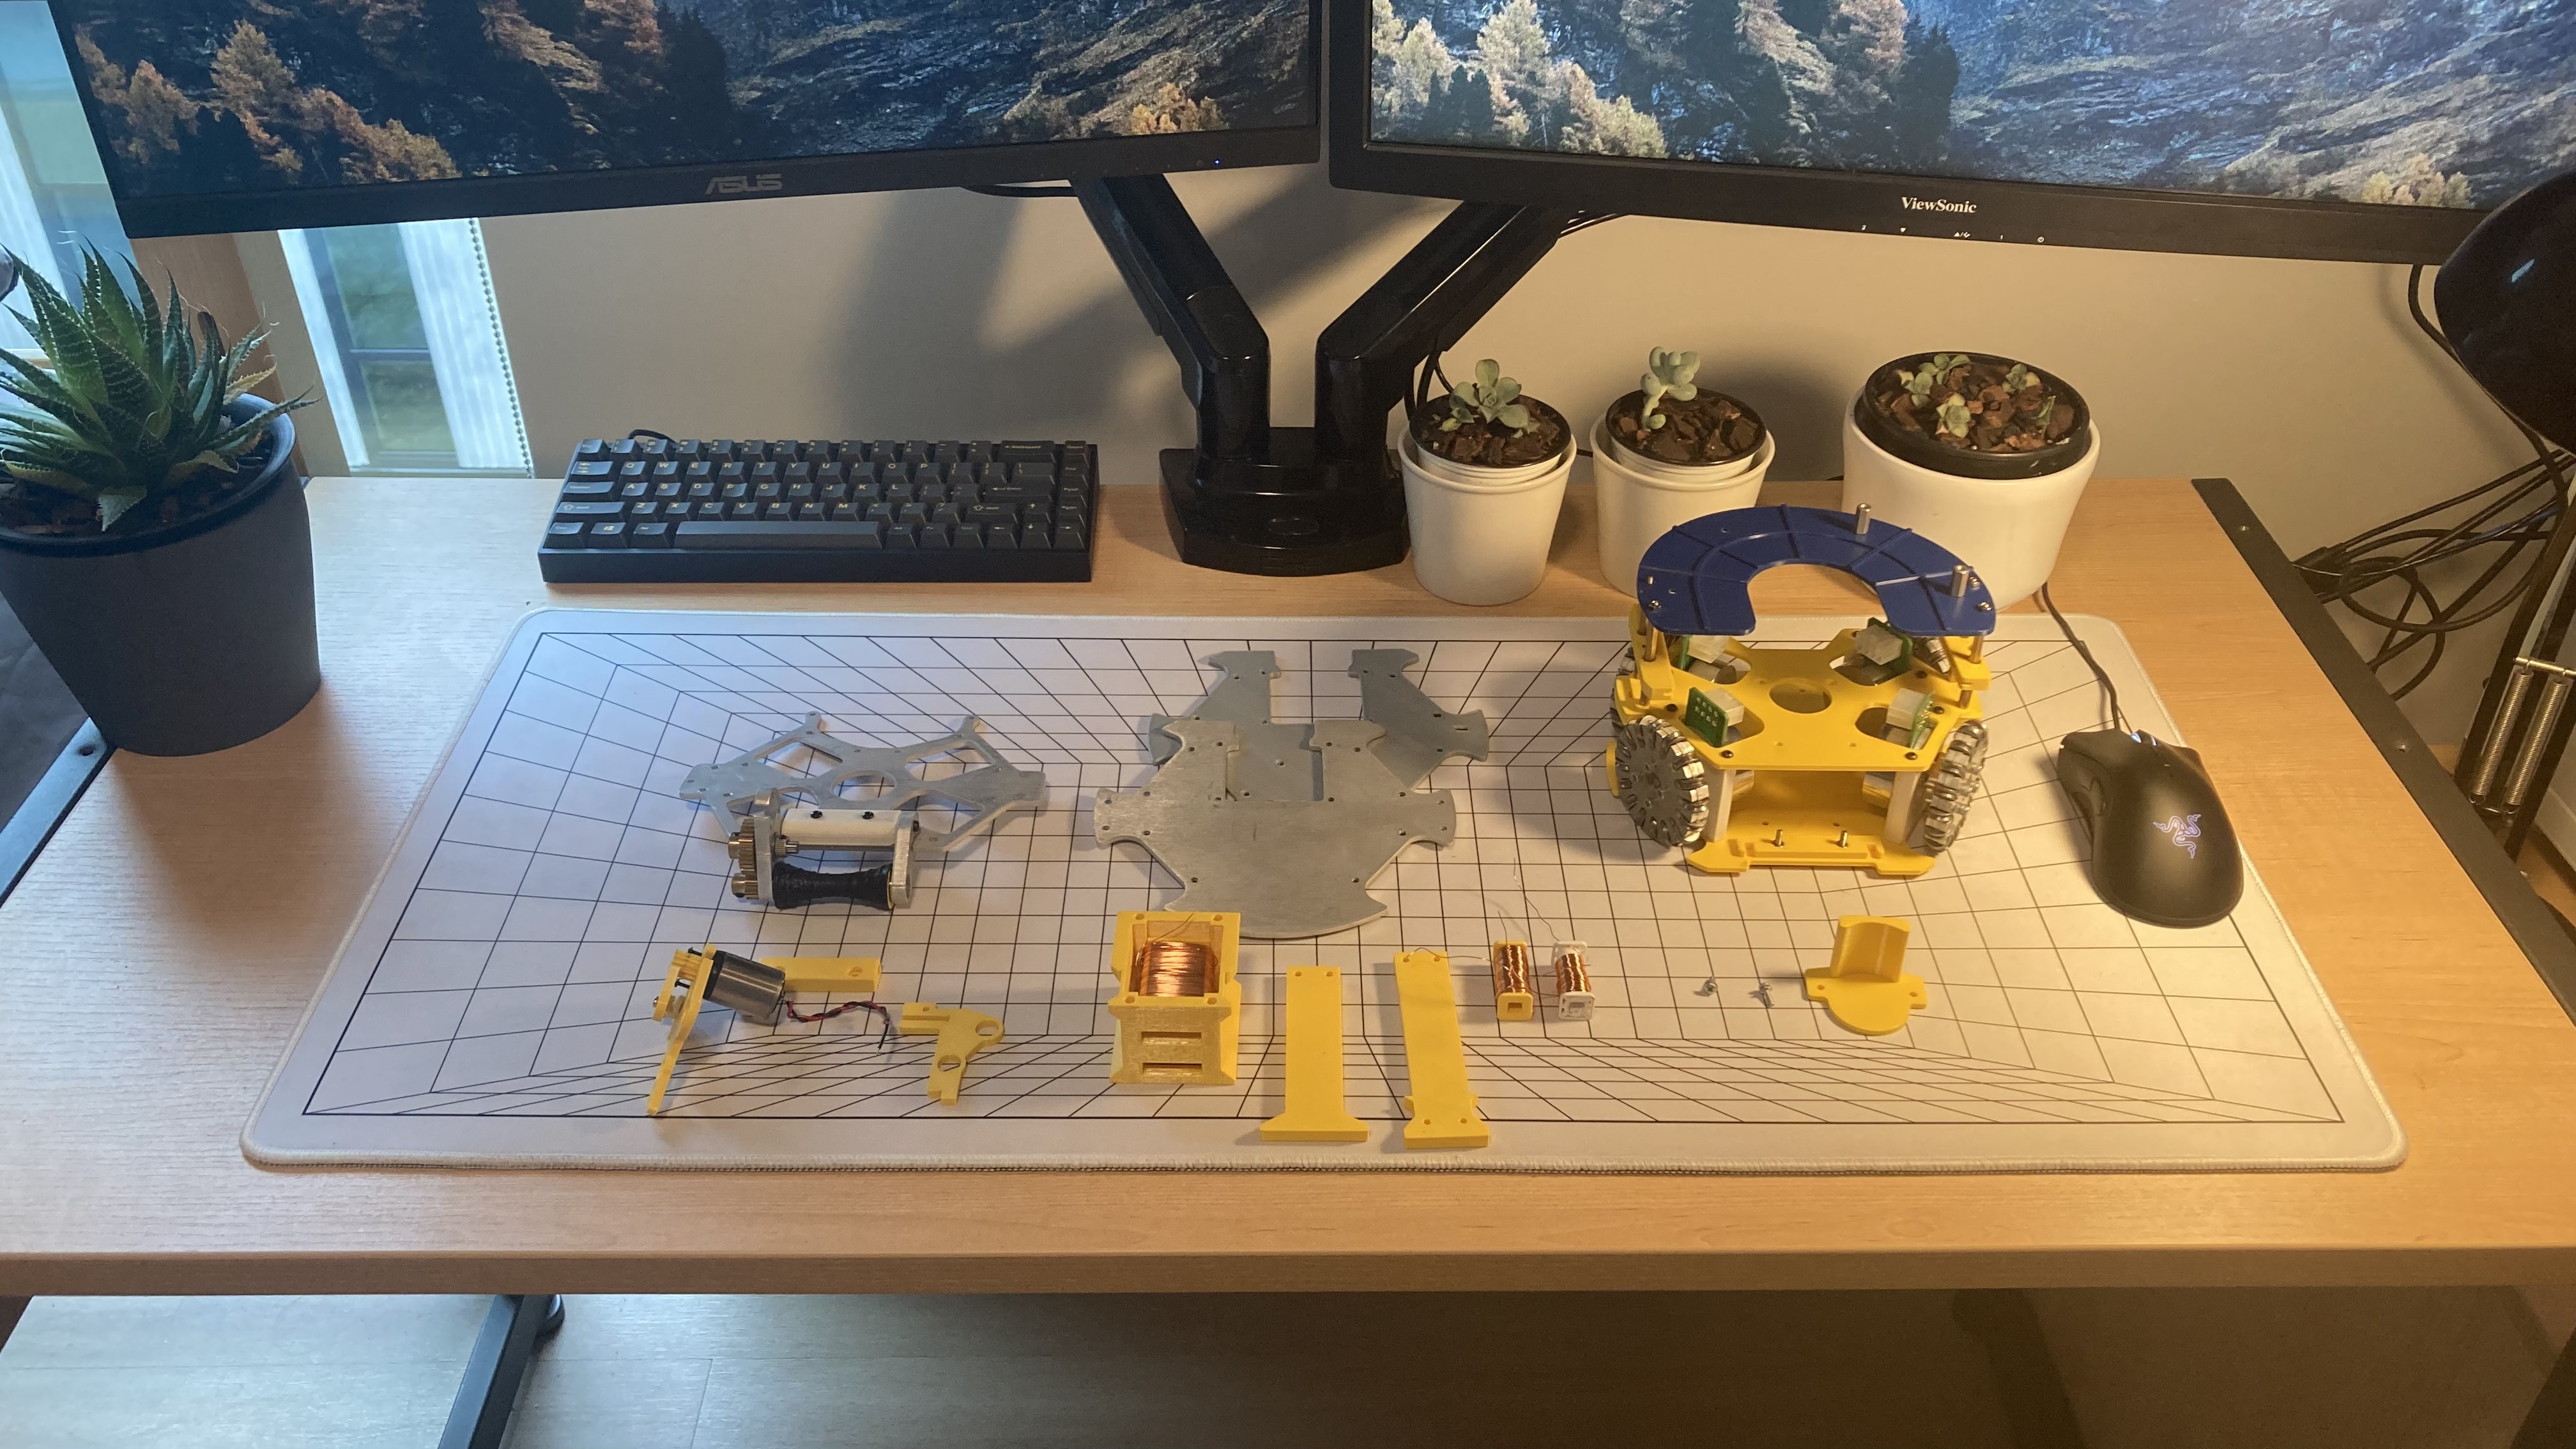 ASUS
ViewSonic
Q W E R T Y U I O P
A S D F G H J K L
Z X C V B N M